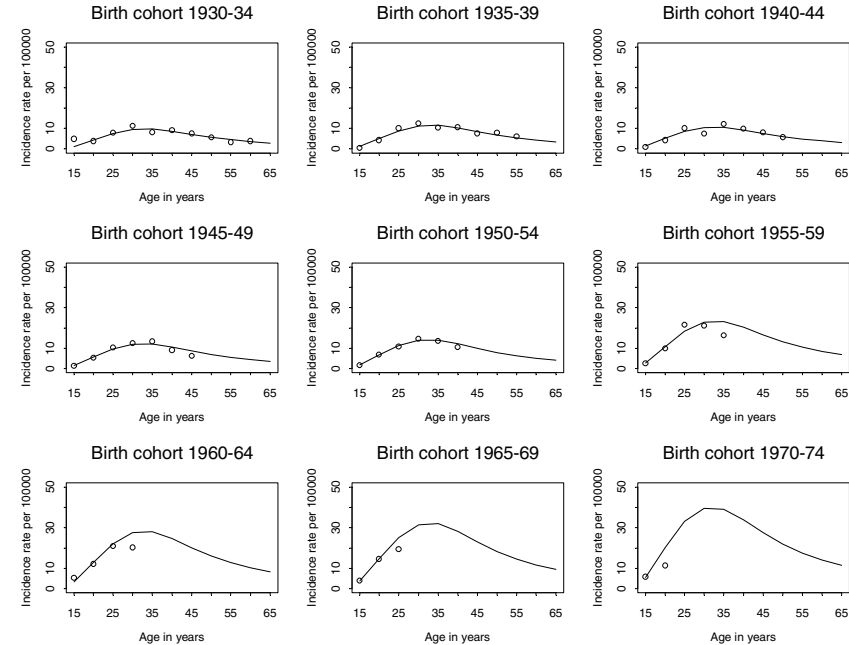 Birth cohort 1930-34
Incidence rate per 100000
0 10 30 50
15 25 35 45 55 65
Age in years
Birth cohort 1935-39
Incidence rate per 100000
0 10 30 50
15 25 35 45 55 65
Age in years
Birth cohort 1940-44
Incidence rate per 100000
0 10 30 50
15 25 35 45 55 65
Age in years
Birth cohort 1945-49
Incidence rate per 100000
0 10 30 50
15 25 35 45 55 65
Age in years
Birth cohort 1950-54
Incidence rate per 100000
0 10 30 50
15 25 35 45 55 65
Age in years
Birth cohort 1955-59
Incidence rate per 100000
0 10 30 50
15 25 35 45 55 65
Age in years
Birth cohort 1960-64
Incidence rate per 100000
0 10 30 50
15 25 35 45 55 65
Age in years
Birth cohort 1965-69
Incidence rate per 100000
0 10 30 50
15 25 35 45 55 65
Age in years
Birth cohort 1970-74
Incidence rate per 100000
0 10 30 50
15 25 35 45 55 65
Age in years